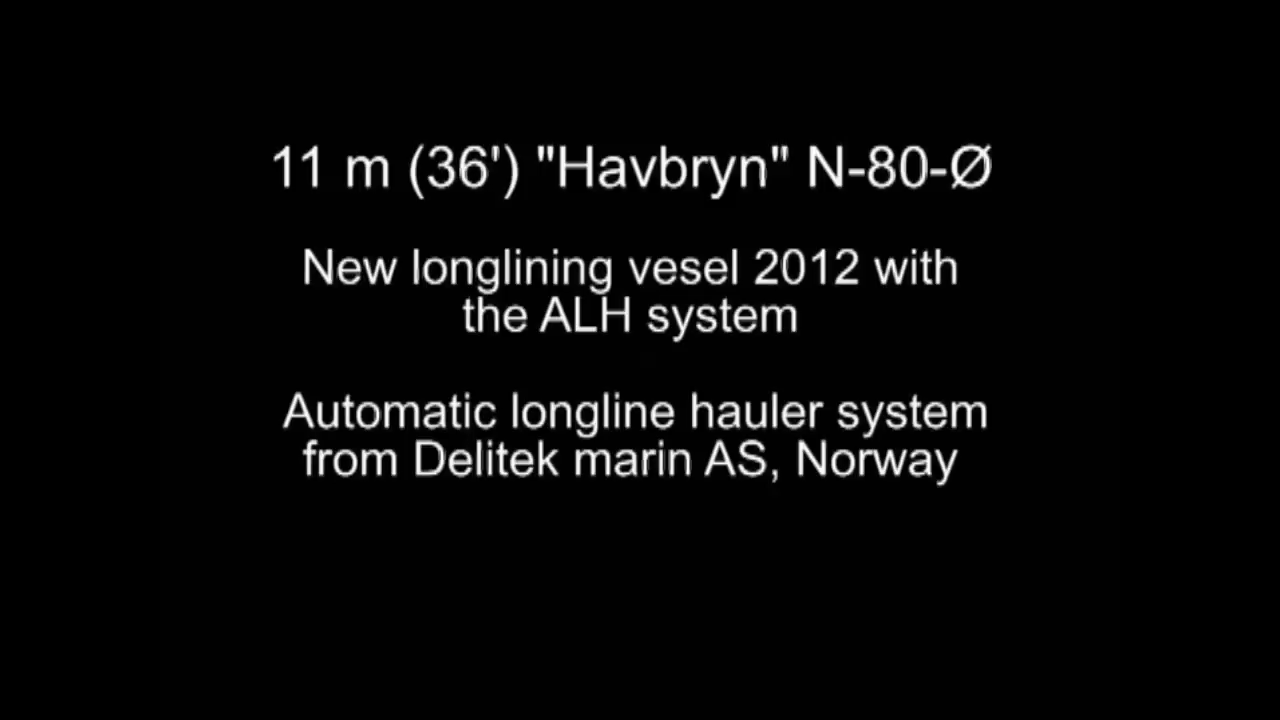 11 m (36') "Havbryn" N-80-Ø
New longlining vesel 2012 with
the ALH system
Automatic longline hauler system
from Delitek marin AS, Norway